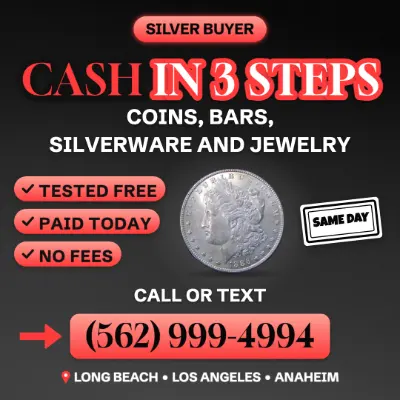 SILVER BUYER
CASH IN 3 STEPS
COINS, BARS,
SILVERWARE AND JEWELRY
TESTED FREE
PAID TODAY
NO FEES
SAME DAY
CALL OR TEXT
(562) 999-4994
LONG BEACH • LOS ANGELES • ANAHEIM